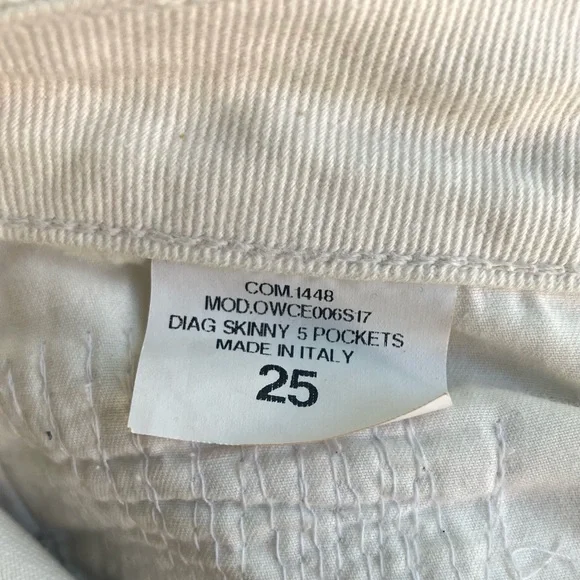 COM.1448
MOD.OWCE006S17
DIAG SKINNY 5 POCKETS
MADE IN ITALY
25